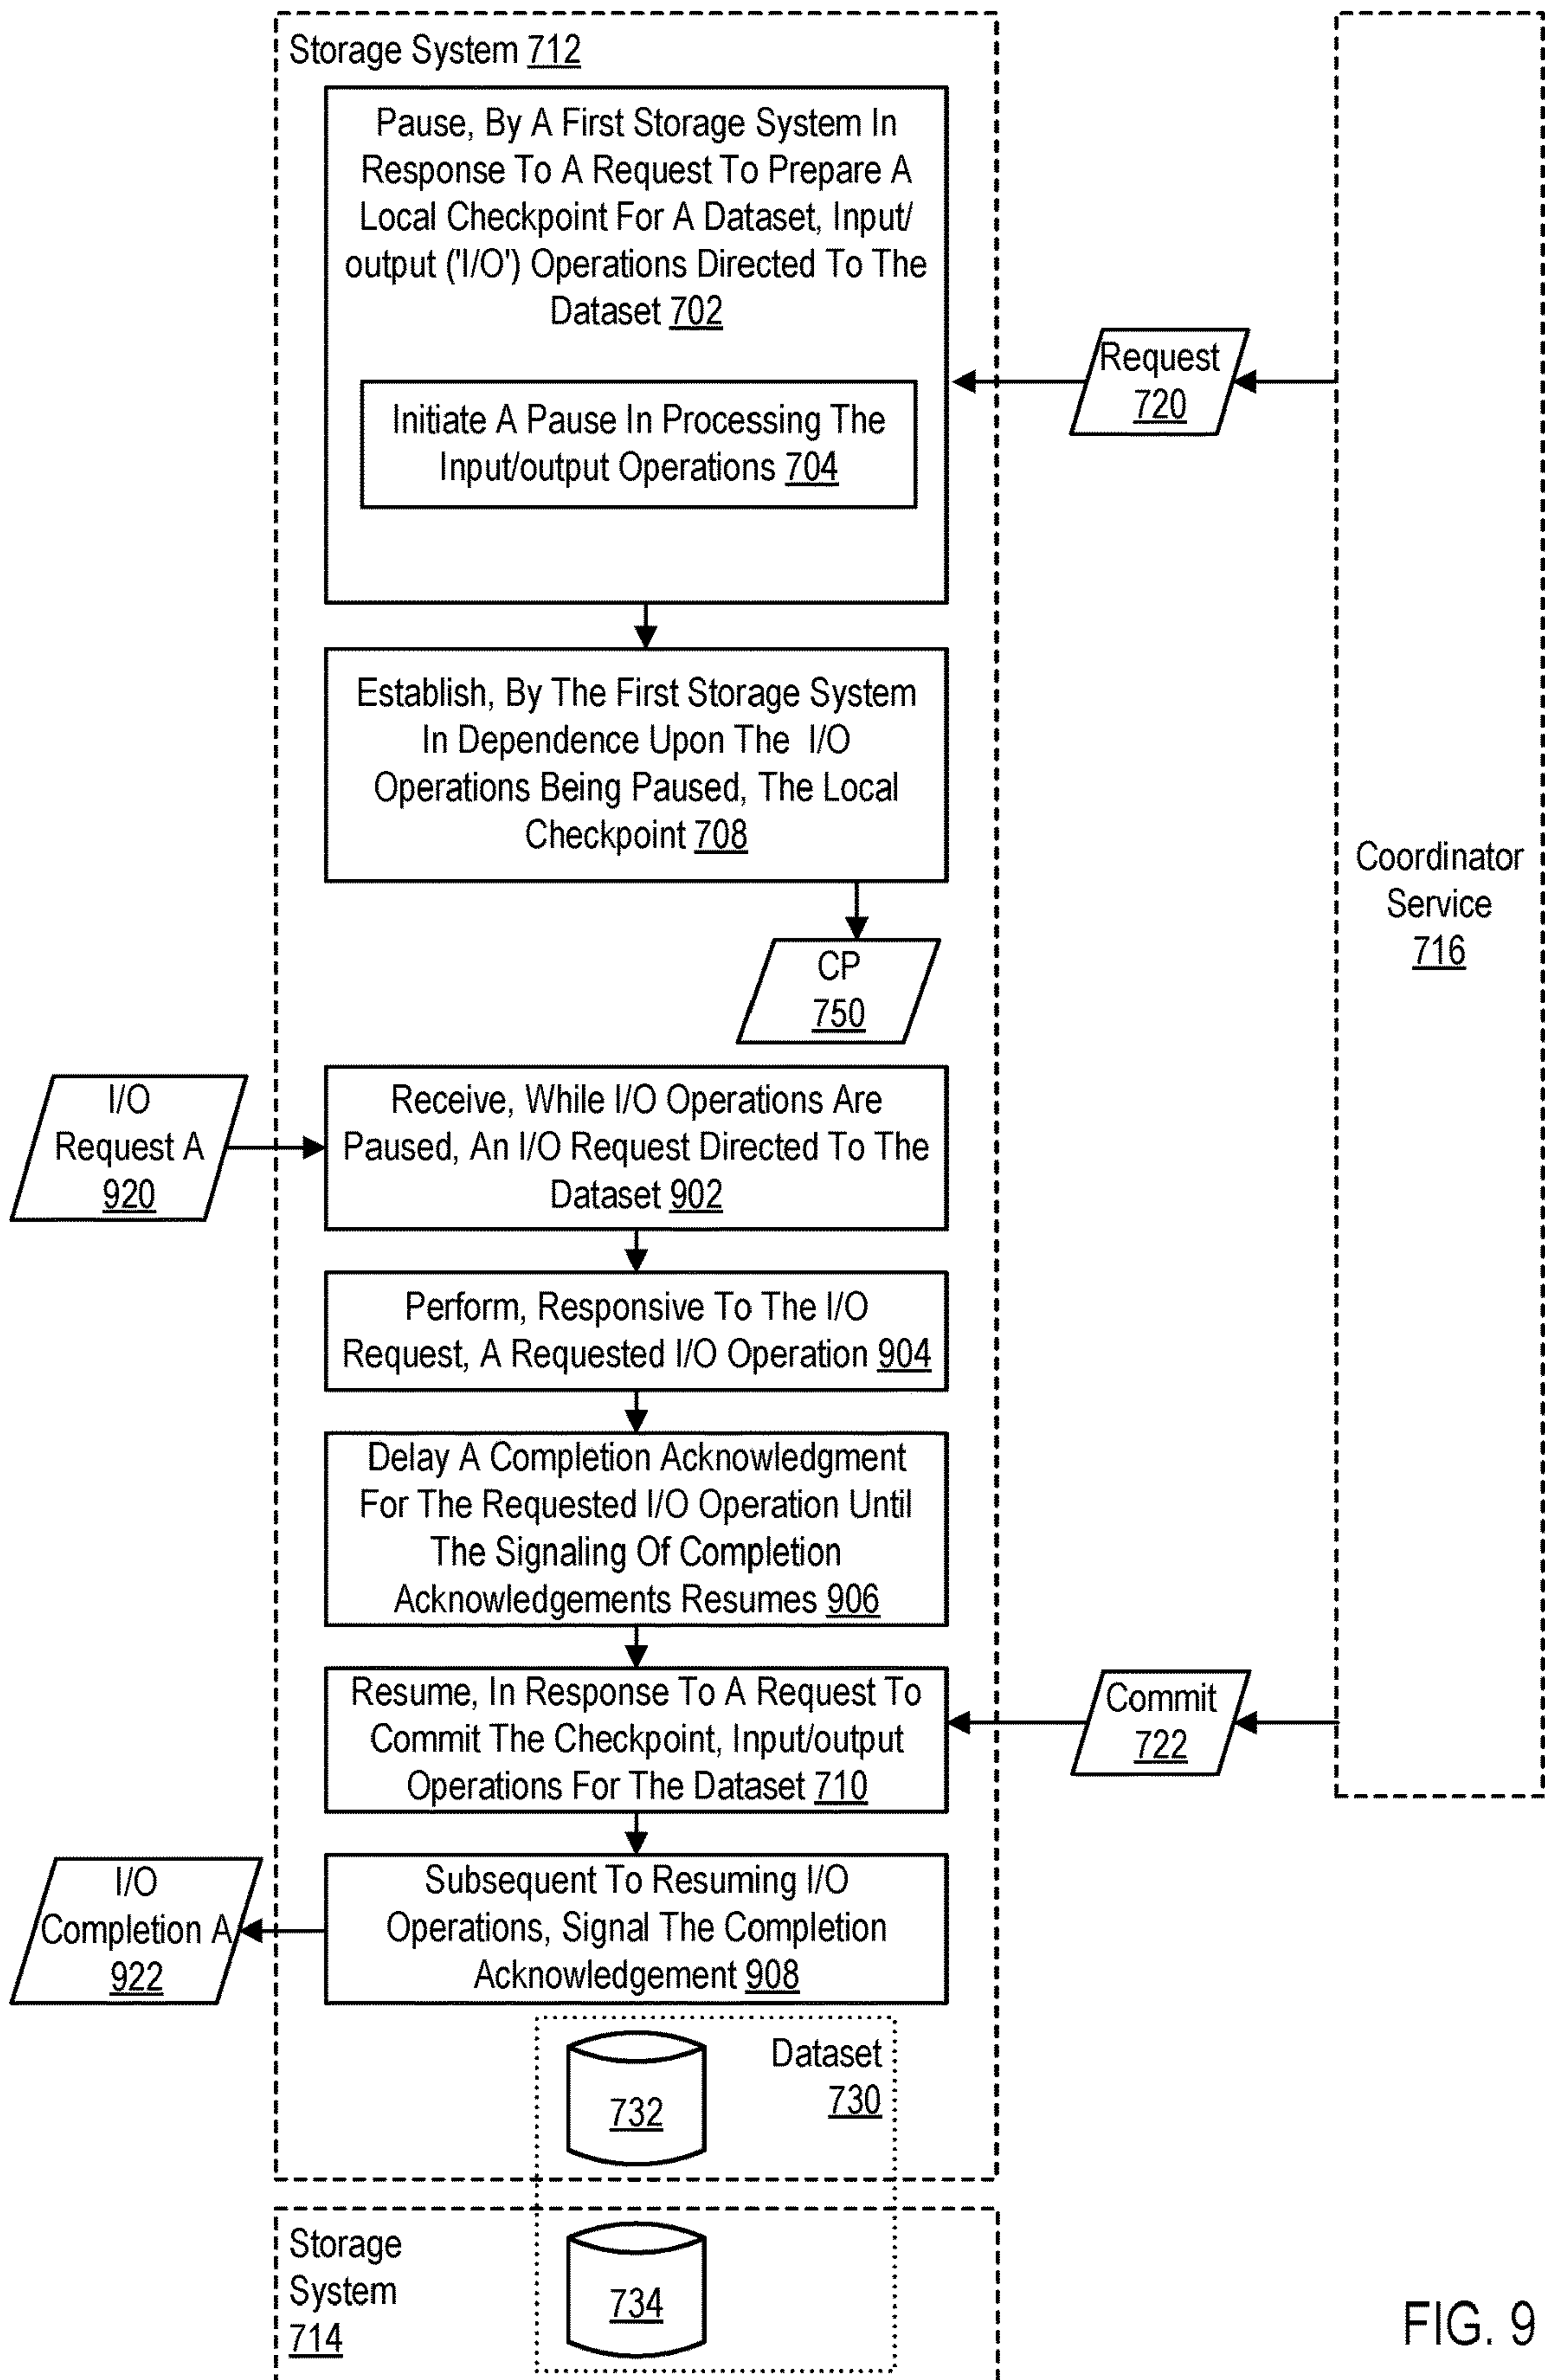 Storage System 712
Pause, By A First Storage System In
Response To A Request To Prepare A
Local Checkpoint For A Dataset, Input/
output ('I/O') Operations Directed To The
Dataset 702
Initiate A Pause In Processing The
Input/output Operations 704
Request
720
Establish, By The First Storage System
In Dependence Upon The I/O
Operations Being Paused, The Local
Checkpoint 708
Coordinator
Service
716
CP
750
I/O
Request A
920
Receive, While I/O Operations Are
Paused, An I/O Request Directed To The
Dataset 902
Perform, Responsive To The I/O
Request, A Requested I/O Operation 904
Delay A Completion Acknowledgment
For The Requested I/O Operation Until
The Signaling Of Completion
Acknowledgements Resumes 906
Resume, In Response To A Request To
Commit The Checkpoint, Input/output
Operations For The Dataset 710
Commit
722
I/O
Completion A
922
Subsequent To Resuming I/O
Operations, Signal The Completion
Acknowledgement 908
Dataset
730
732
Storage
System
714
734
FIG. 9